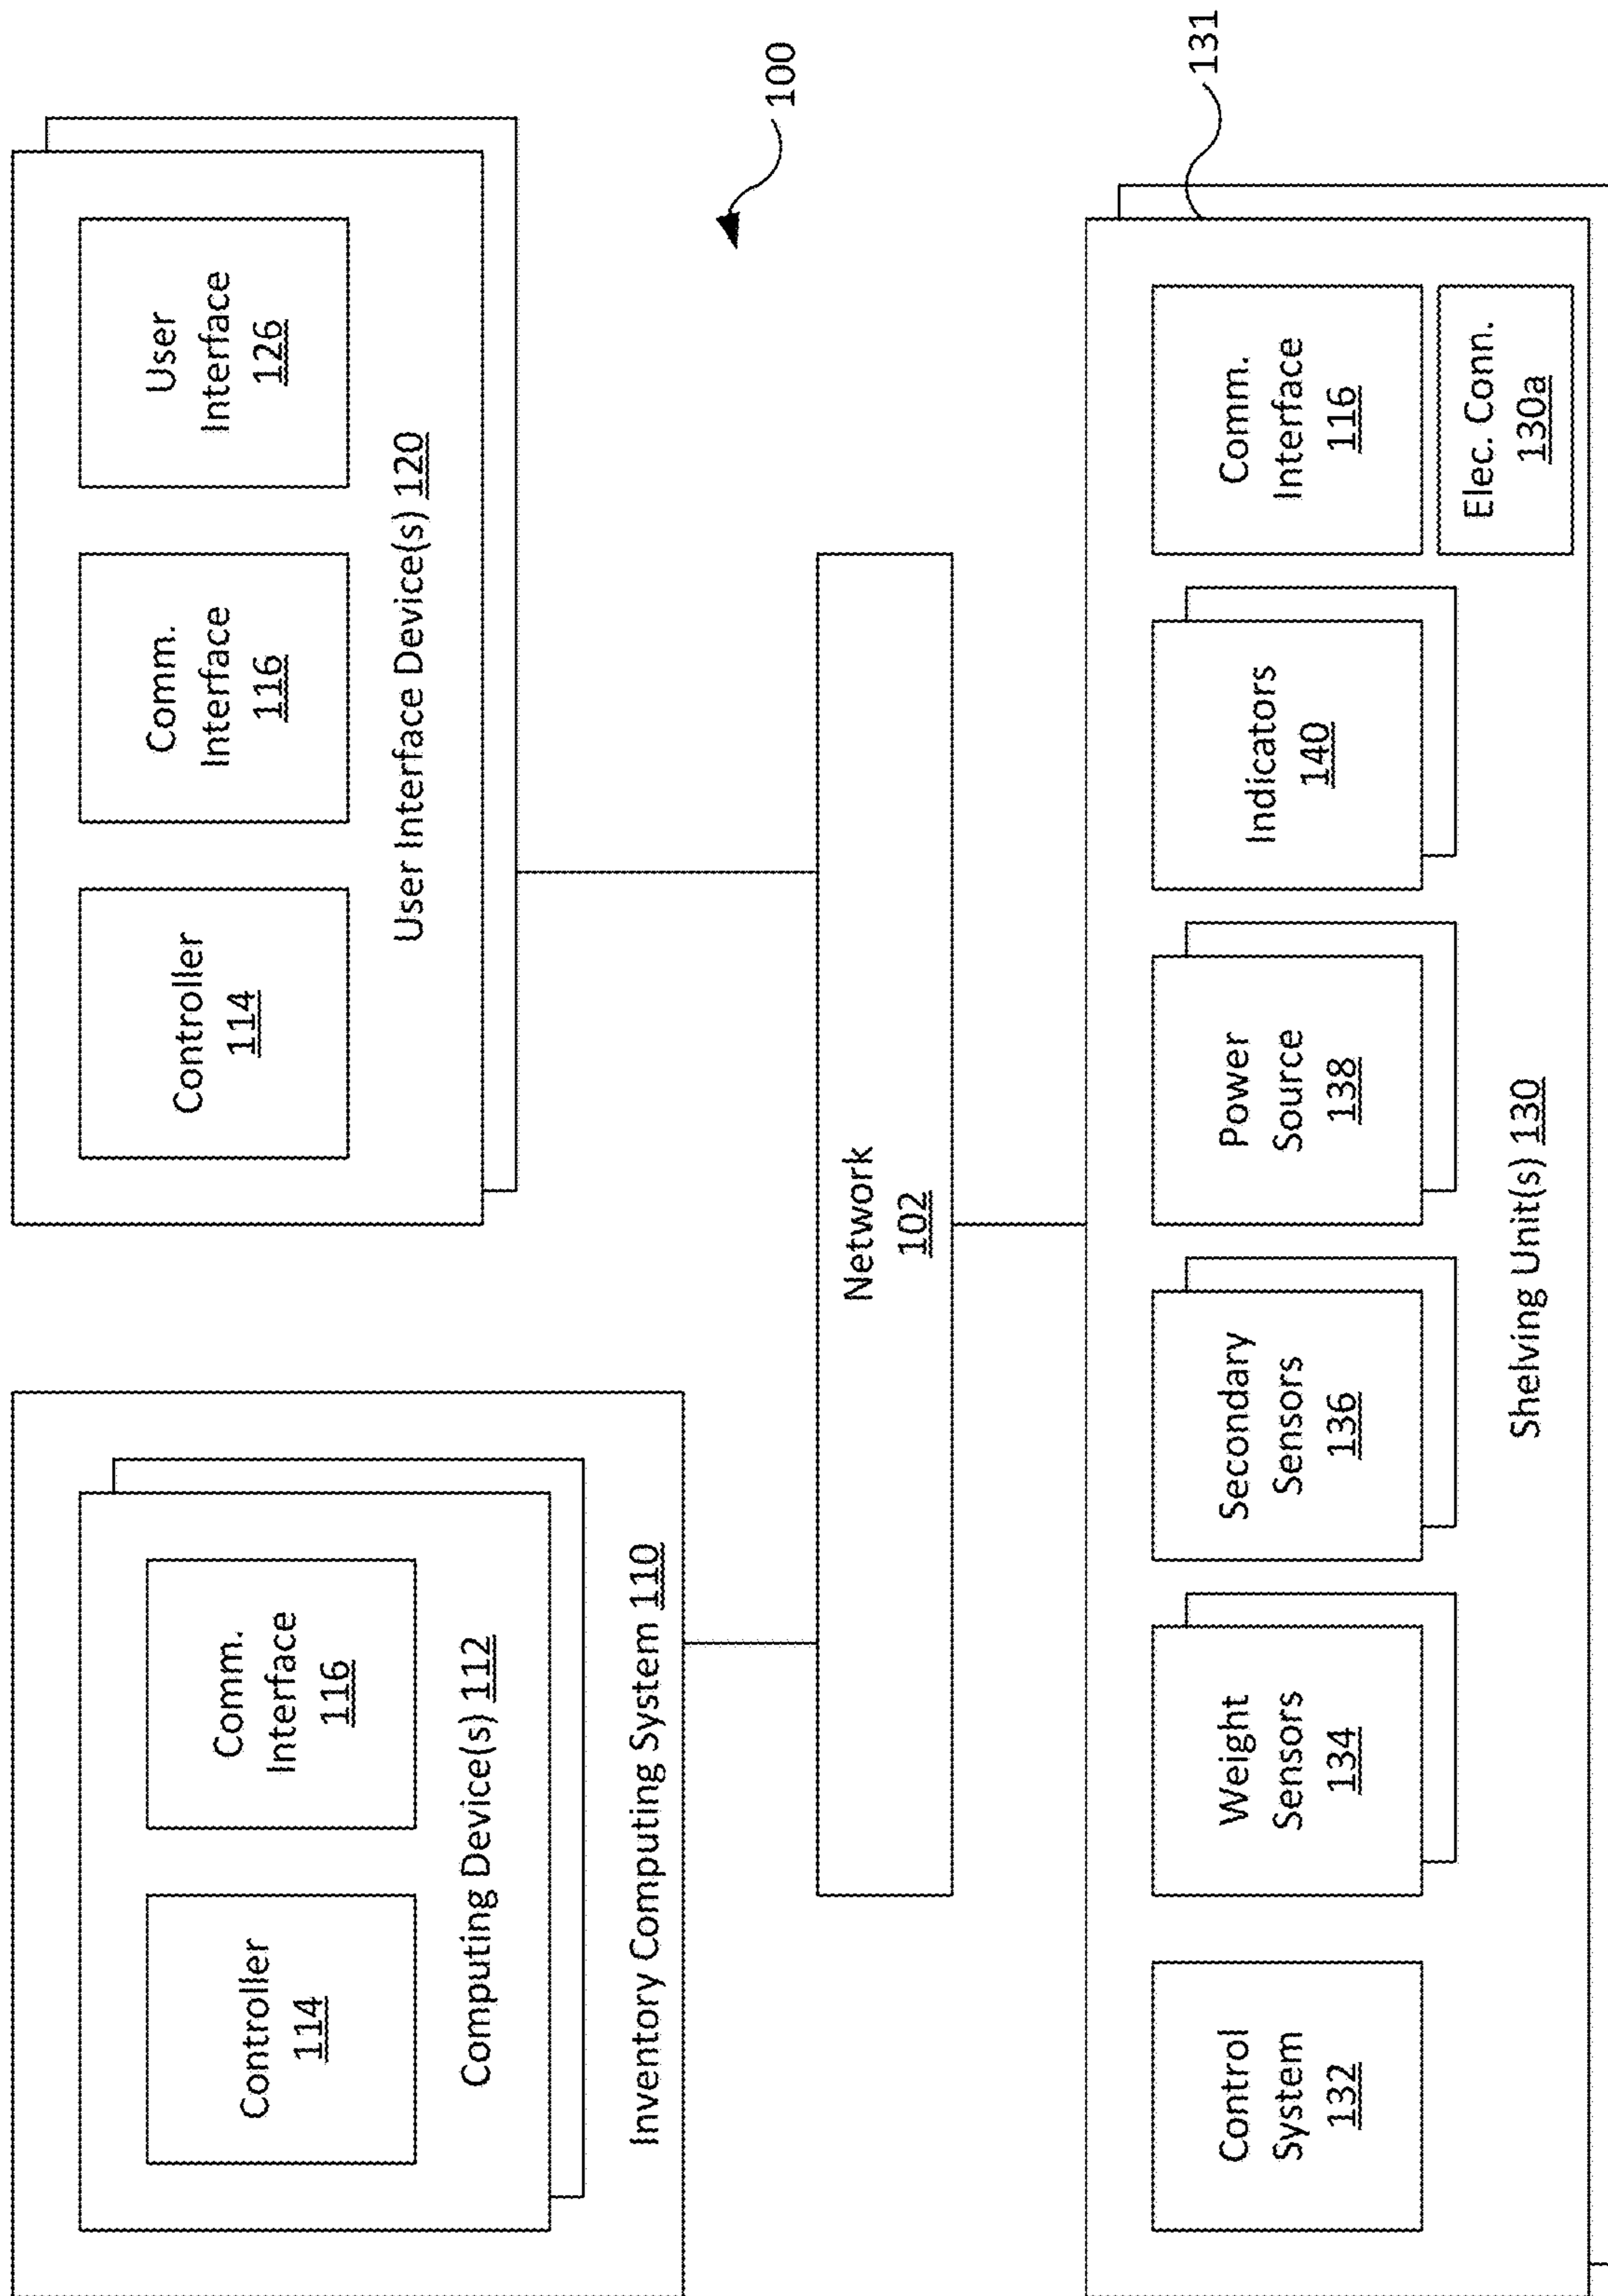 Controller
114
Comm.
Interface
116
Computing Device(s) 112
Inventory Computing System 110
Controller
114
Comm.
Interface
116
User
Interface
126
User Interface Device(s) 120
100
Network
102
131
Control
System
132
Weight
Sensors
134
Secondary
Sensors
136
Power
Source
138
Indicators
140
Comm.
Interface
116
Elec. Conn.
130a
Shelving Unit(s) 130